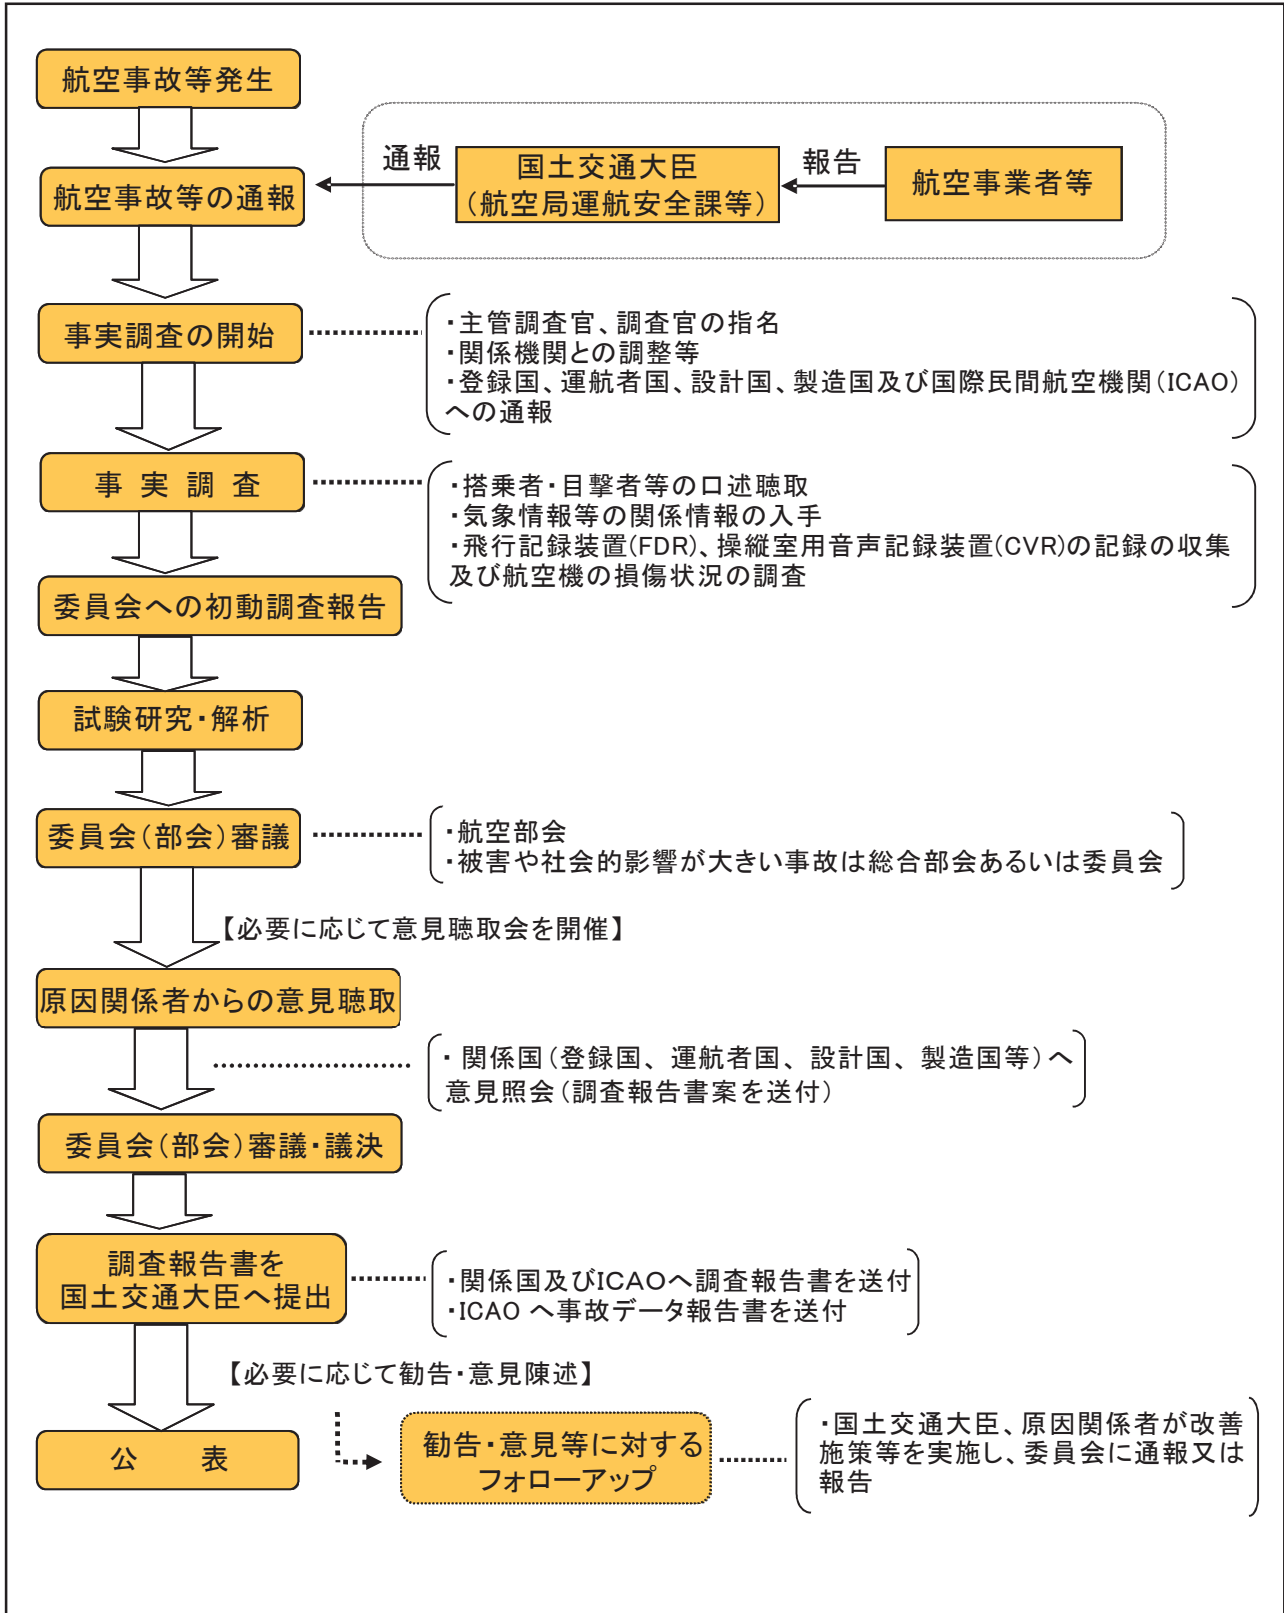 航空事故等発生
通報
国土交通大臣
（航空局運航安全課等）
報告
航空事業者等
航空事故等の通報
事実調査の開始
・主管調査官、調査官の指名
・関係機関との調整等
・登録国、運航者国、設計国、製造国及び国際民間航空機関（ICAO）
への通報
事 実 調 査
・搭乗者・目撃者等の口述聴取
・気象情報等の関係情報の入手
・飛行記録装置(FDR)、操縦室用音声記録装置(CVR)の記録の収集
及び航空機の損傷状況の調査
委員会への初動調査報告
試験研究・解析
委員会（部会）審議
・航空部会
・被害や社会的影響が大きい事故は総合部会あるいは委員会
【必要に応じて意見聴取会を開催】
原因関係者からの意見聴取
・ 関係国（登録国、運航者国、設計国、製造国等）へ
意見照会（調査報告書案を送付）
委員会（部会）審議・議決
調査報告書を
国土交通大臣へ提出
・関係国及びICAOへ調査報告書を送付
・ICAO へ事故データ報告書を送付
【必要に応じて勧告・意見陳述】
公　　表
勧告・意見等に対する
フォローアップ
・国土交通大臣、原因関係者が改善
施策等を実施し、委員会に通報又は
報告